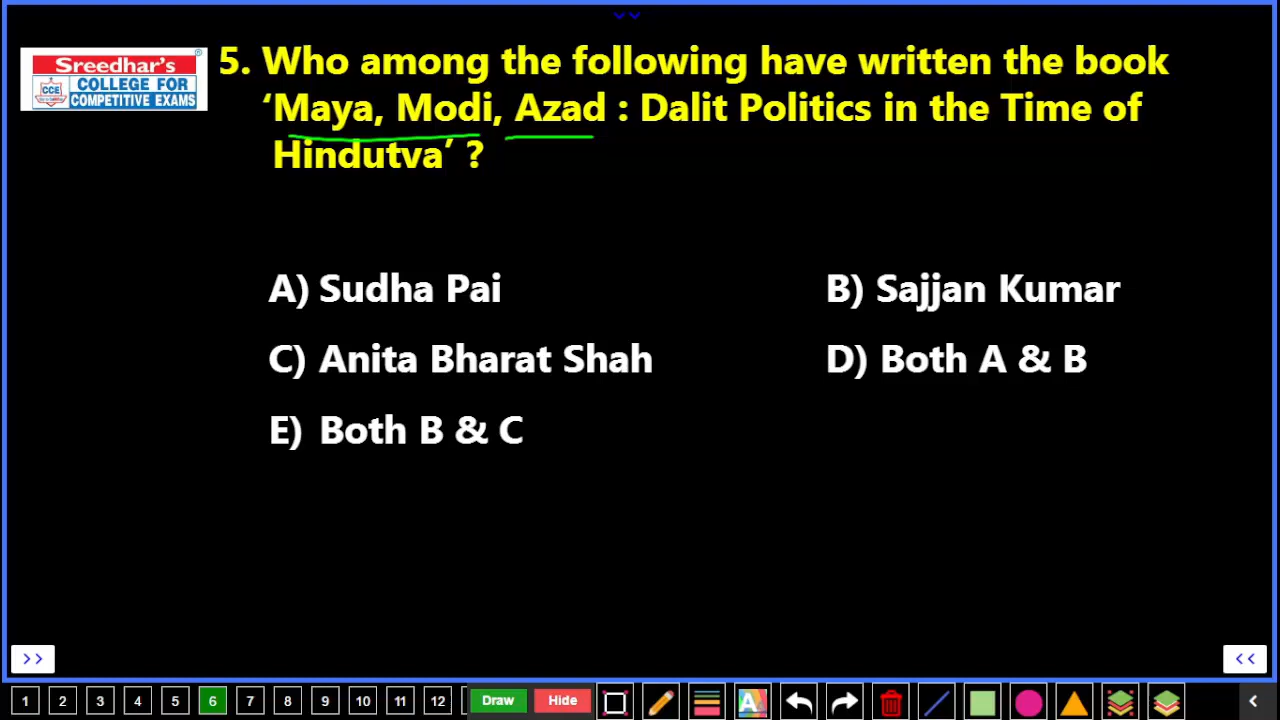 Sreedhar's
CCE
COLLEGE FOR
COMPETITIVE EXAMS
5. Who among the following have written the book
‘Maya, Modi, Azad : Dalit Politics in the Time of
Hindutva’ ?
A) Sudha Pai
B) Sajjan Kumar
C) Anita Bharat Shah
D) Both A & B
E) Both B & C
>>
<<
1 2 3 4 5 6 7 8 9 10 11 12 Draw Hide A <